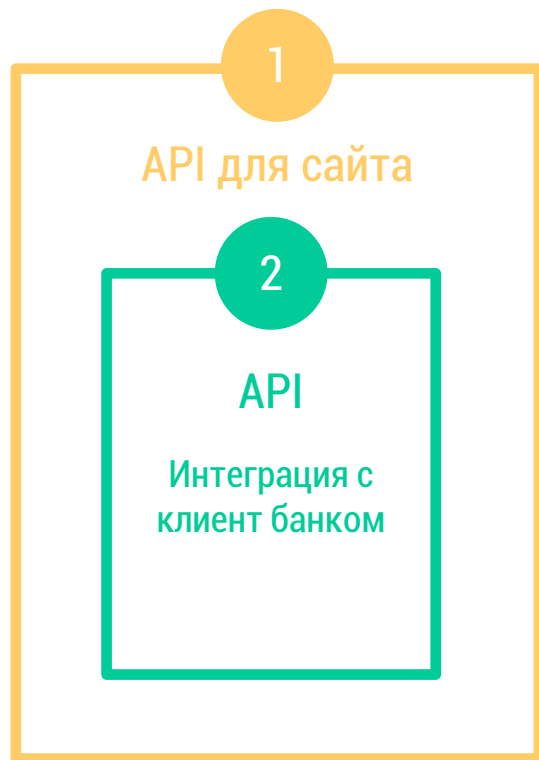 1
API для сайта
2
API
Интеграция с
клиент банком